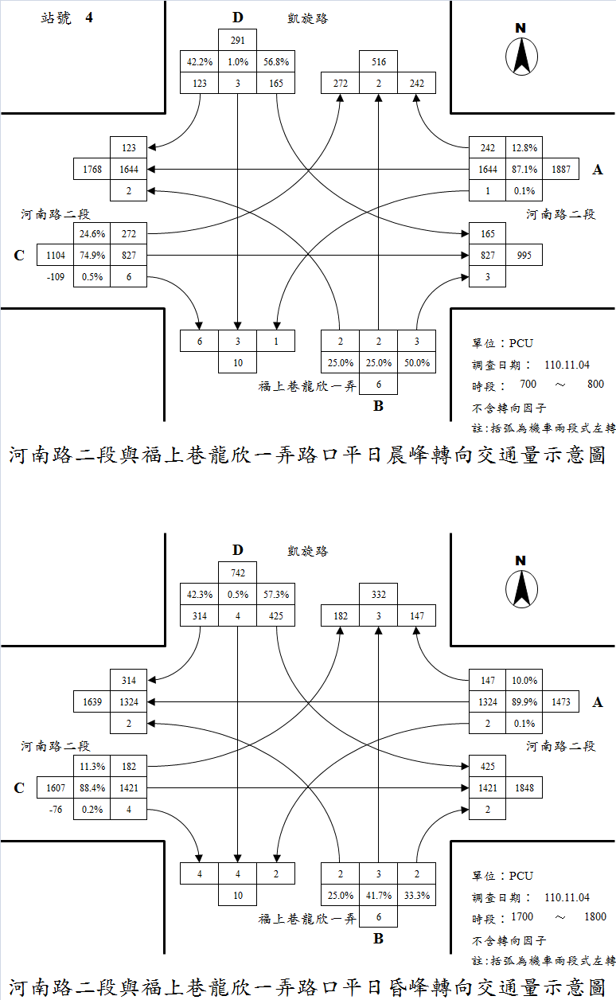 站號 4
D 凱旋路
N
291
42.2% 1.0% 56.8%
123 3 165
516
272 2 242
123
1768 1644
2
242 12.8%
1644 87.1% 1887 A
1 0.1%
河南路二段 河南路二段
24.6% 272
C 1104 74.9% 827
-109 0.5% 6
165
827 995
3
6 3 1
10
2 2 3
25.0% 25.0% 50.0%
福上巷龍欣一弄 6
B
單位：PCU
調查日期： 110.11.04
時段： 700 ～ 800
不含轉向因子
註:括弧為機車兩段式左轉
河南路二段與福上巷龍欣一弄路口平日晨峰轉向交通量示意圖
D 凱旋路
N
742
42.3% 0.5% 57.3%
314 4 425
332
182 3 147
314
1639 1324
2
147 10.0%
1324 89.9% 1473 A
2 0.1%
河南路二段 河南路二段
11.3% 182
C 1607 88.4% 1421
-76 0.2% 4
425
1421 1848
2
4 4 2
10
2 3 2
25.0% 41.7% 33.3%
福上巷龍欣一弄 6
B
單位：PCU
調查日期： 110.11.04
時段： 1700 ～ 1800
不含轉向因子
註:括弧為機車兩段式左轉
河南路二段與福上巷龍欣一弄路口平日昏峰轉向交通量示意圖